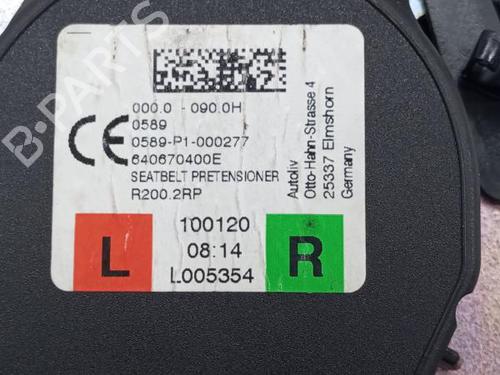 000.0 - 090.0H
0589
0589-P1-000277
640670400E
SEATBELT PRETENSIONER
R200.2RP
CE
Autoliv
Otto-Hahn-Strasse 4
25337 Elmshorn
Germany
L
100120
08:14
L005354
R
B-PARTS